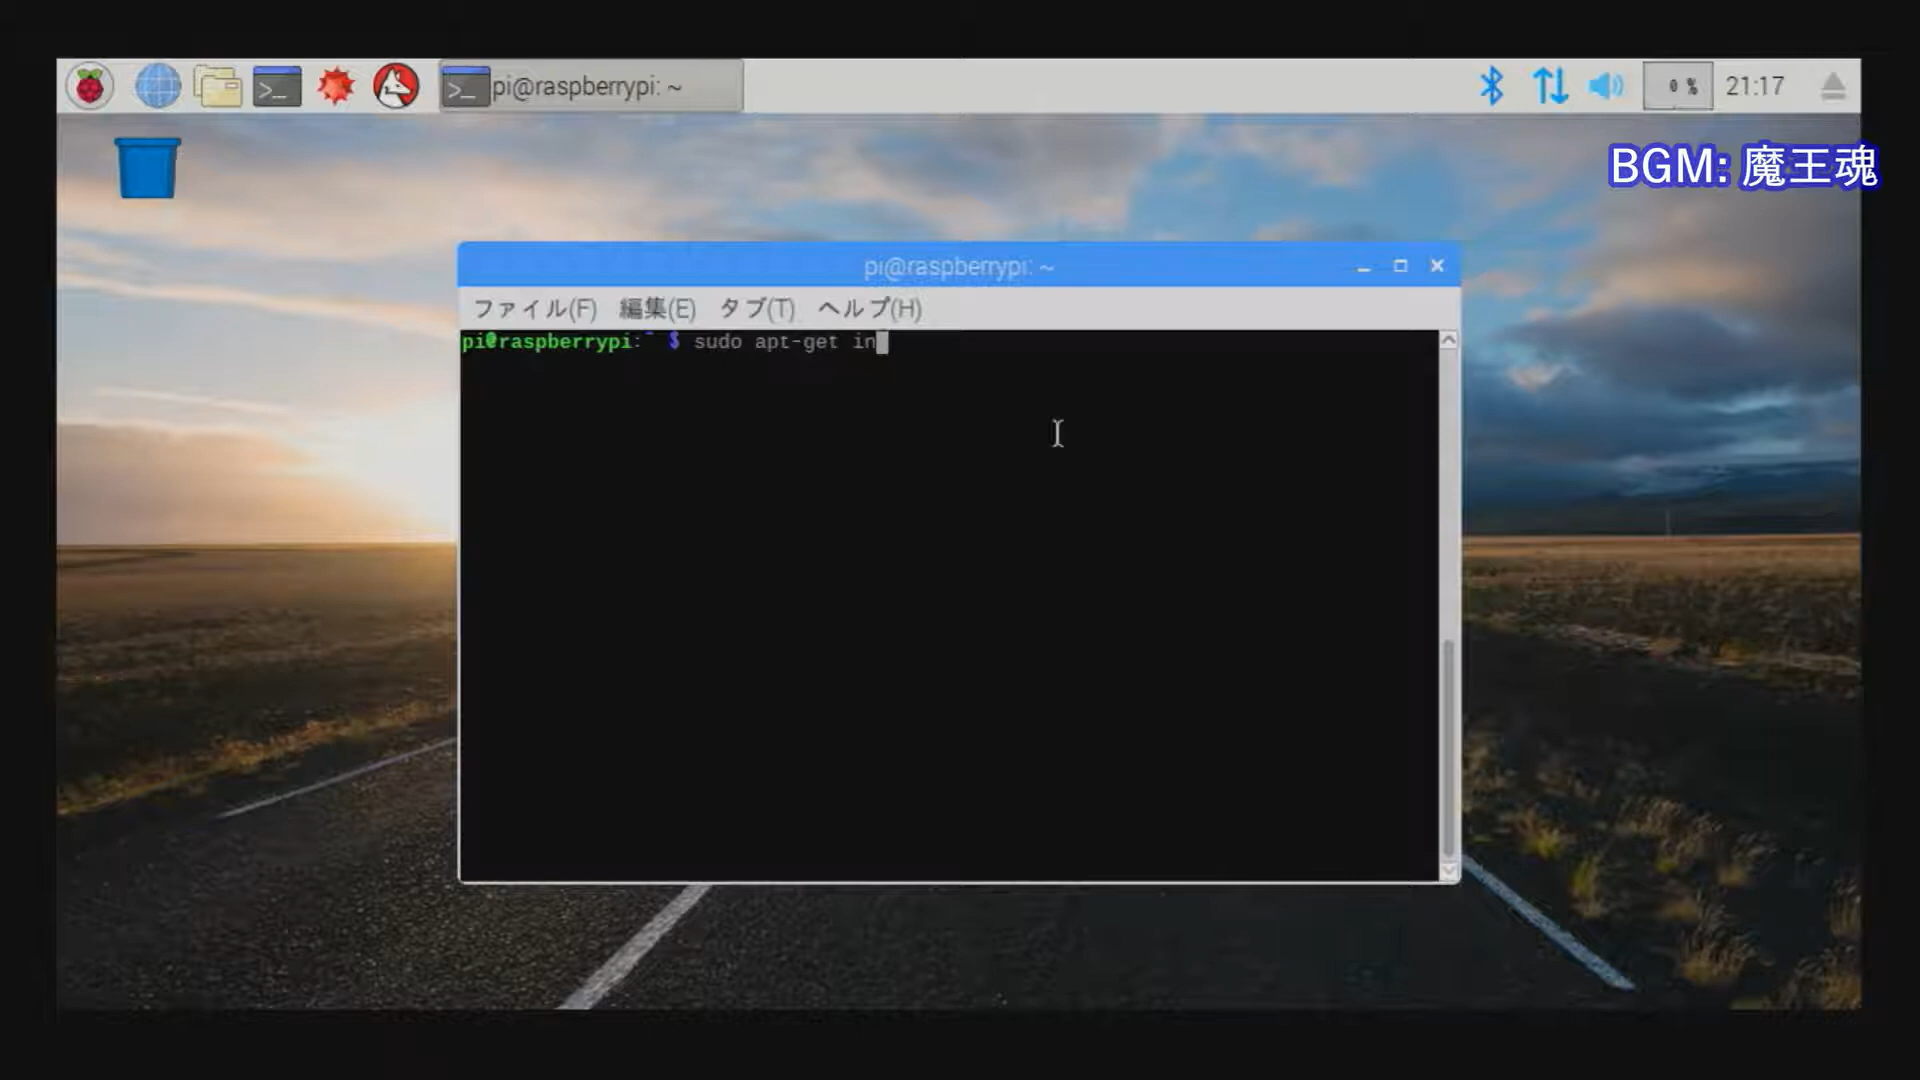 pi@raspberrypi: ~
0 %
21:17
BGM: 魔王魂
pi@raspberrypi: ~
ファイル(F) 編集(E) タブ(T) ヘルプ(H)
pi@raspberrypi:~ $ sudo apt-get in